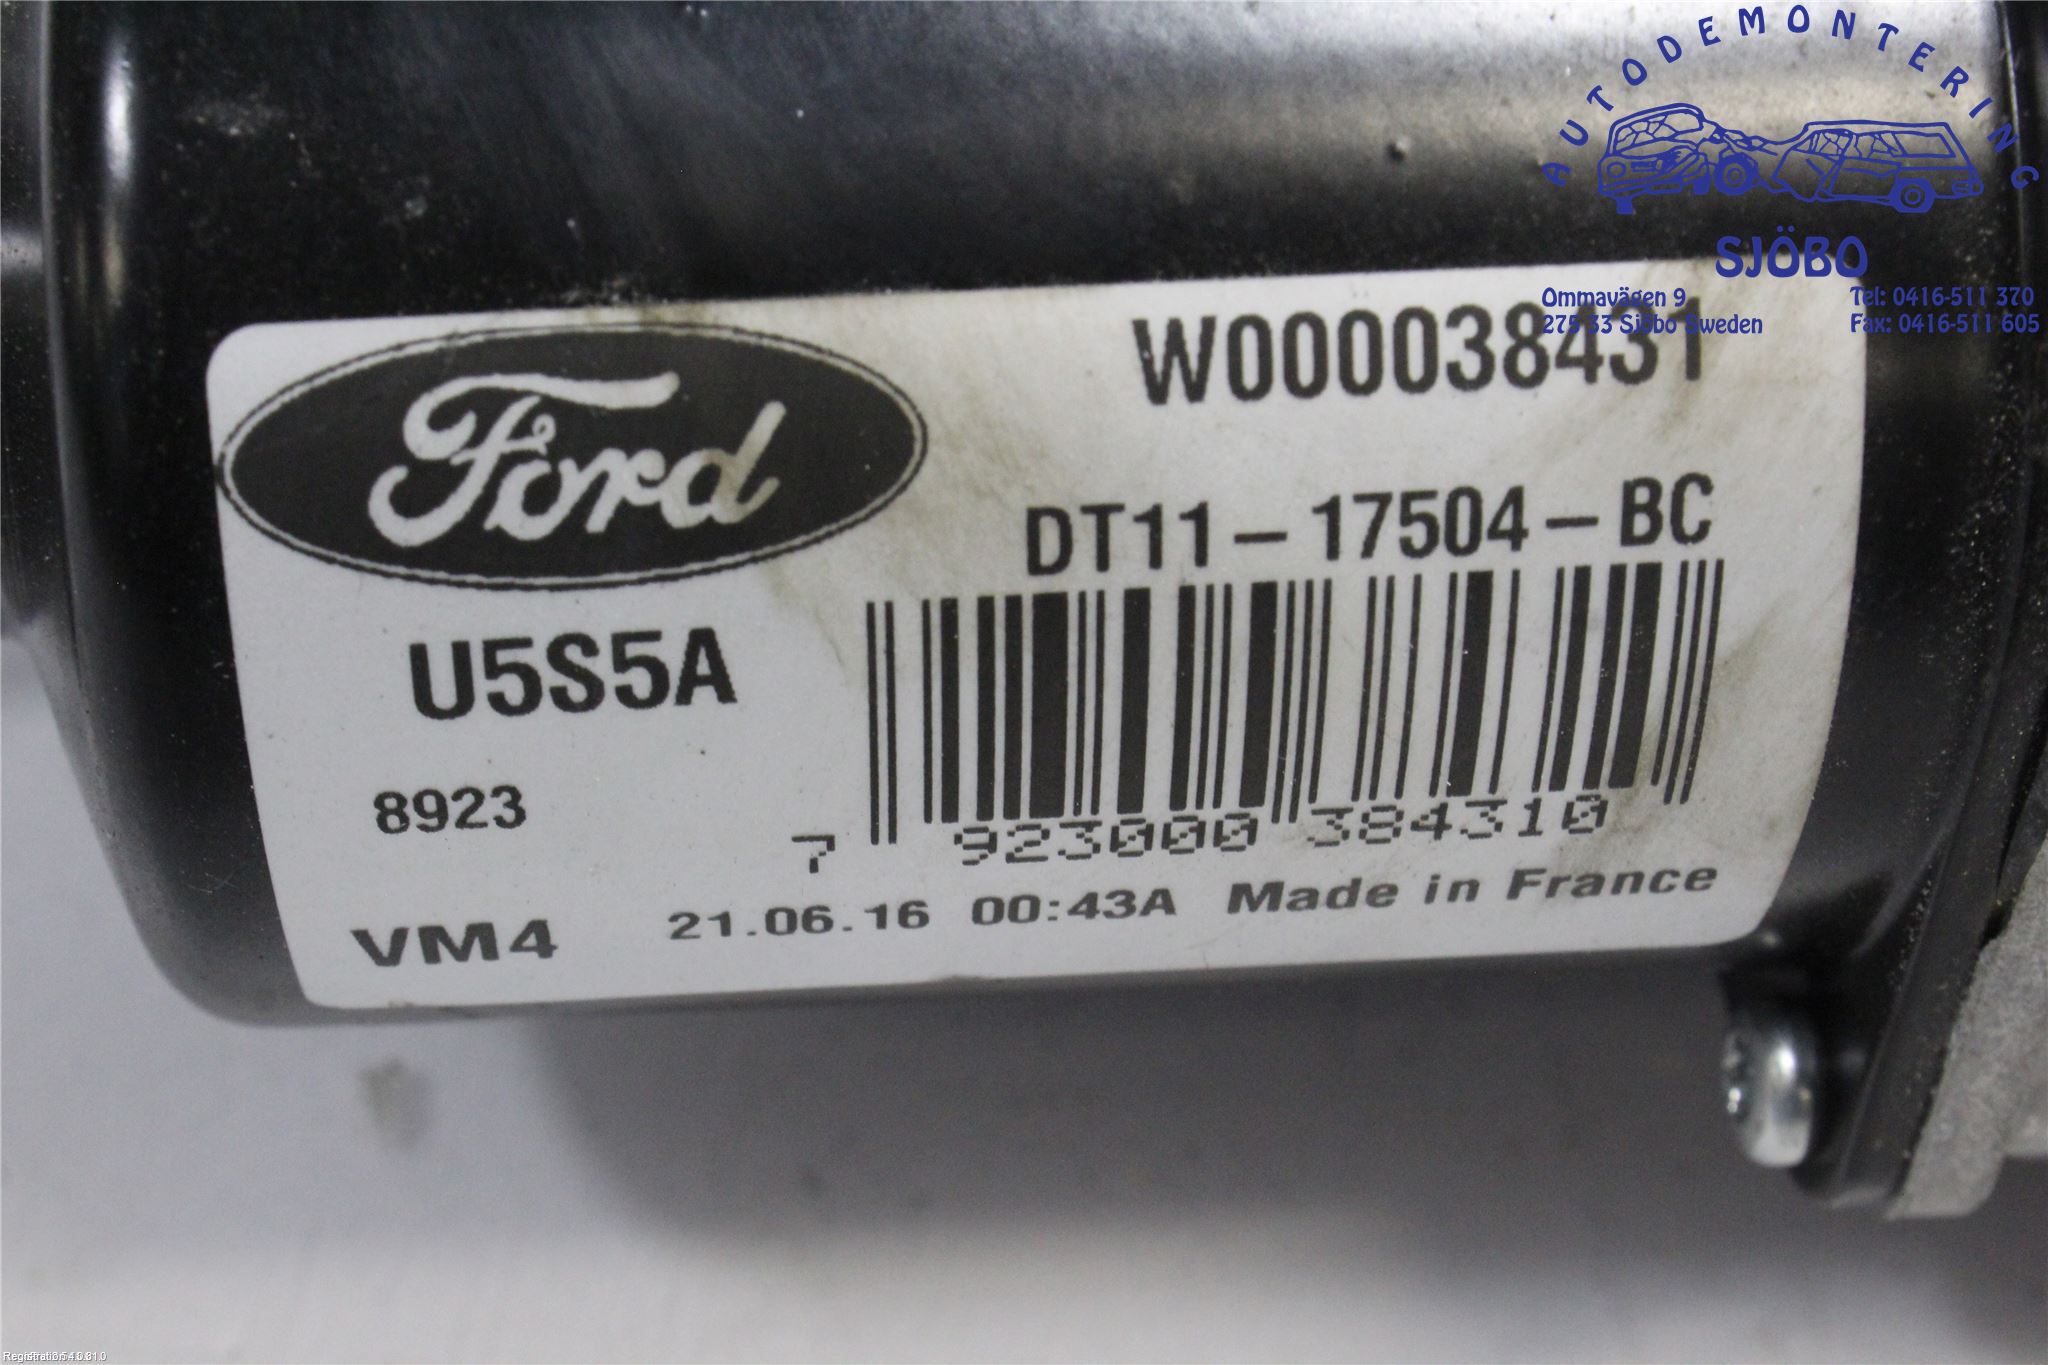 AUTODEMONTERING
SJÖBO
Ommavägen 9 Tel: 0416-511 370
275 33 Sjöbo Sweden Fax: 0416-511 605
W000038431
Ford
DT11-17504-BC
U5S5A
8923
7 923000 384310
VM4 21.06.16 00:43A Made in France